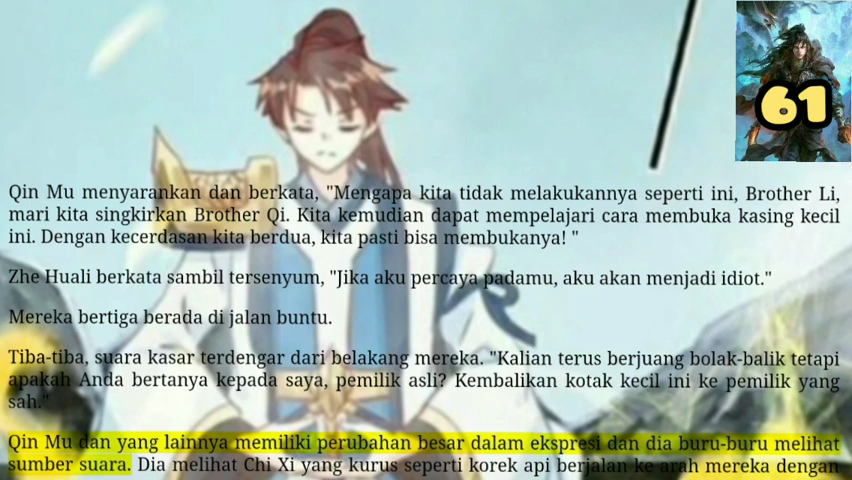 61
Qin Mu menyarankan dan berkata, "Mengapa kita tidak melakukannya seperti ini, Brother Li,
mari kita singkirkan Brother Qi. Kita kemudian dapat mempelajari cara membuka kasing kecil
ini. Dengan kecerdasan kita berdua, kita pasti bisa membukanya! "
Zhe Huali berkata sambil tersenyum, "Jika aku percaya padamu, aku akan menjadi idiot."
Mereka bertiga berada di jalan buntu.
Tiba-tiba, suara kasar terdengar dari belakang mereka. "Kalian terus berjuang bolak-balik tetapi
apakah Anda bertanya kepada saya, pemilik asli? Kembalikan kotak kecil ini ke pemilik yang
sah."
Qin Mu dan yang lainnya memiliki perubahan besar dalam ekspresi dan dia buru-buru melihat
sumber suara. Dia melihat Chi Xi yang kurus seperti korek api berjalan ke arah mereka dengan